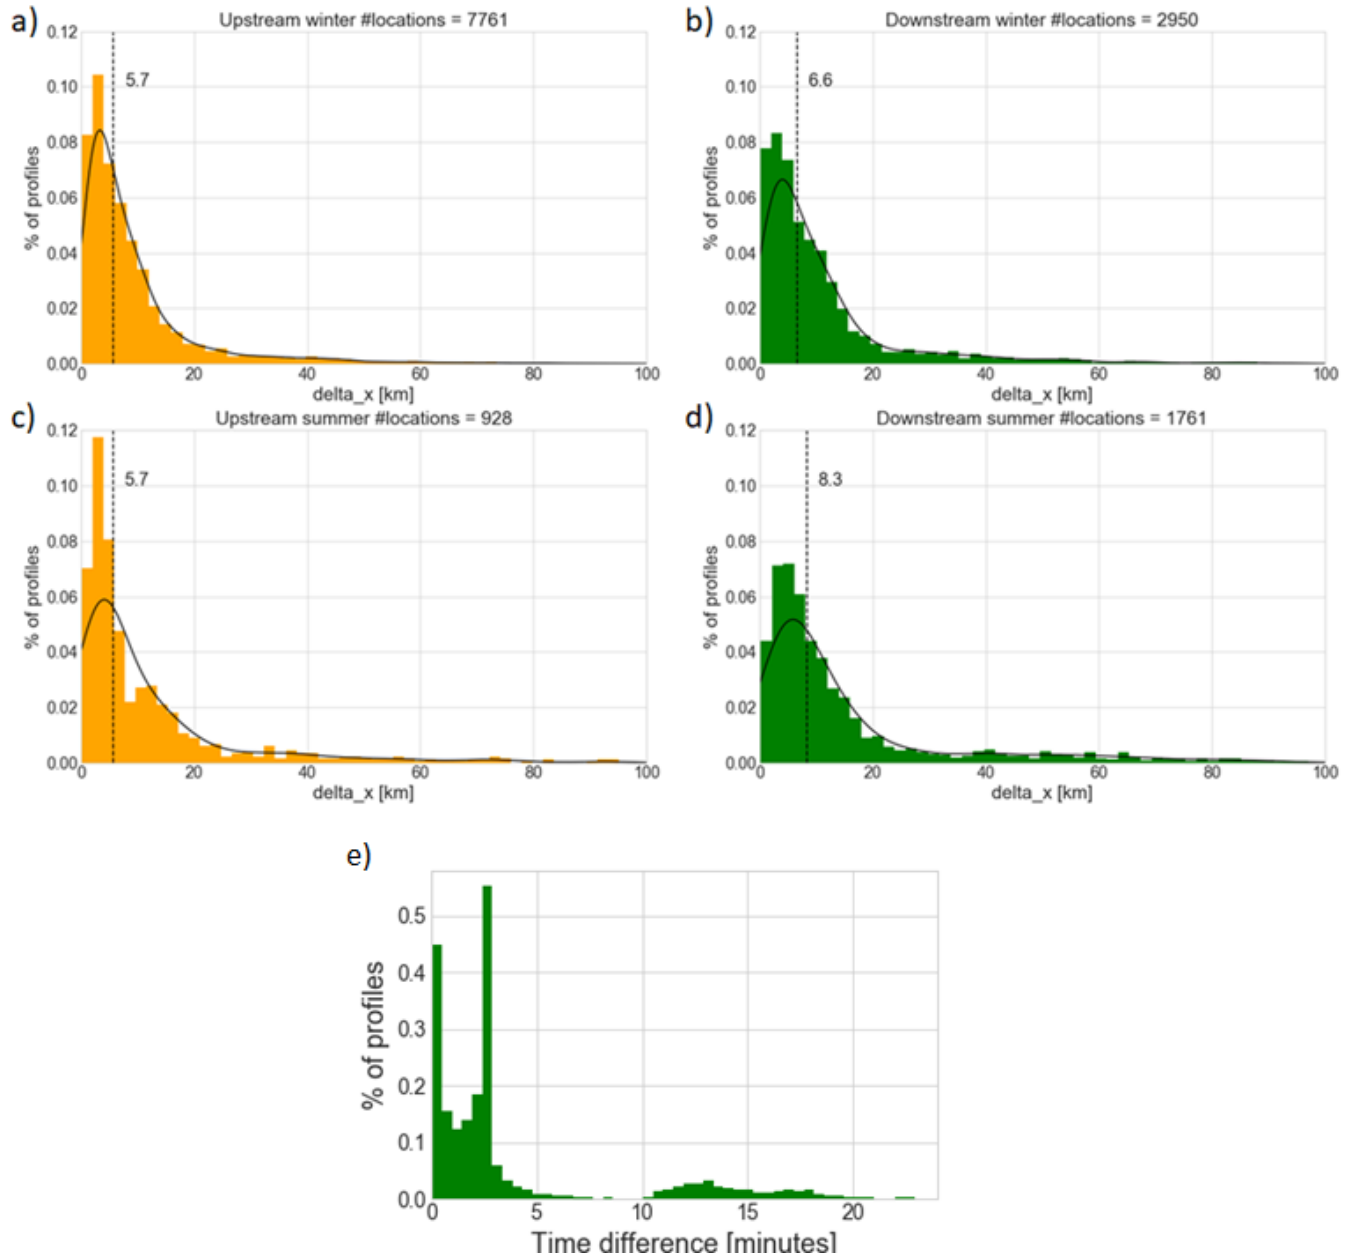 a)
Upstream winter #locations = 7761
0.12
0.10
0.08
0.06
0.04
0.02
0.00
% of profiles
5.7
0 20 40 60 80 100
delta_x [km]
b)
Downstream winter #locations = 2950
0.12
0.10
0.08
0.06
0.04
0.02
0.00
% of profiles
6.6
0 20 40 60 80 100
delta_x [km]
c)
Upstream summer #locations = 928
0.12
0.10
0.08
0.06
0.04
0.02
0.00
% of profiles
5.7
0 20 40 60 80 100
delta_x [km]
d)
Downstream summer #locations = 1761
0.12
0.10
0.08
0.06
0.04
0.02
0.00
% of profiles
8.3
0 20 40 60 80 100
delta_x [km]
e)
0.5
0.4
0.3
0.2
0.1
0.0
% of profiles
0 5 10 15 20
Time difference [minutes]